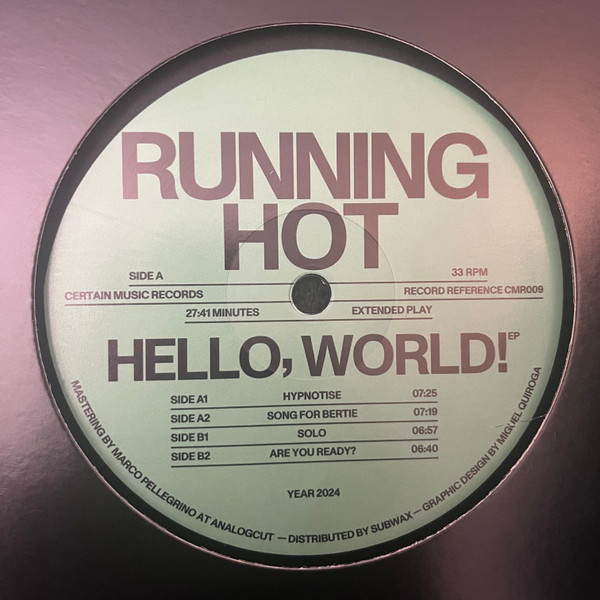 RUNNING
HOT
SIDE A
33 RPM
CERTAIN MUSIC RECORDS
RECORD REFERENCE CMR009
27:41 MINUTES
EXTENDED PLAY
HELLO, WORLD! EP
SIDE A1 HYPNOTISE 07:25
SIDE A2 SONG FOR BERTIE 07:19
SIDE B1 SOLO 06:57
SIDE B2 ARE YOU READY? 06:40
YEAR 2024
MASTERING BY MARCO PELLEGRINO AT ANALOGCUT — DISTRIBUTED BY SUBWAX — GRAPHIC DESIGN BY MIGUEL QUIROGA